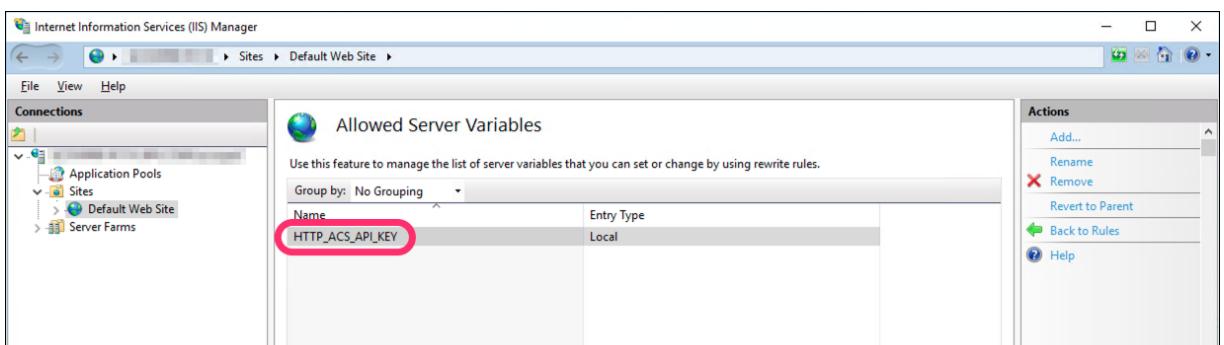 Internet Information Services (IIS) Manager
Sites Default Web Site
File View Help
Connections
Application Pools
Sites
Default Web Site
Server Farms
Allowed Server Variables
Use this feature to manage the list of server variables that you can set or change by using rewrite rules.
Group by: No Grouping
Name Entry Type
HTTP_ACS_API_KEY Local
Actions
Add...
Rename
Remove
Revert to Parent
Back to Rules
Help